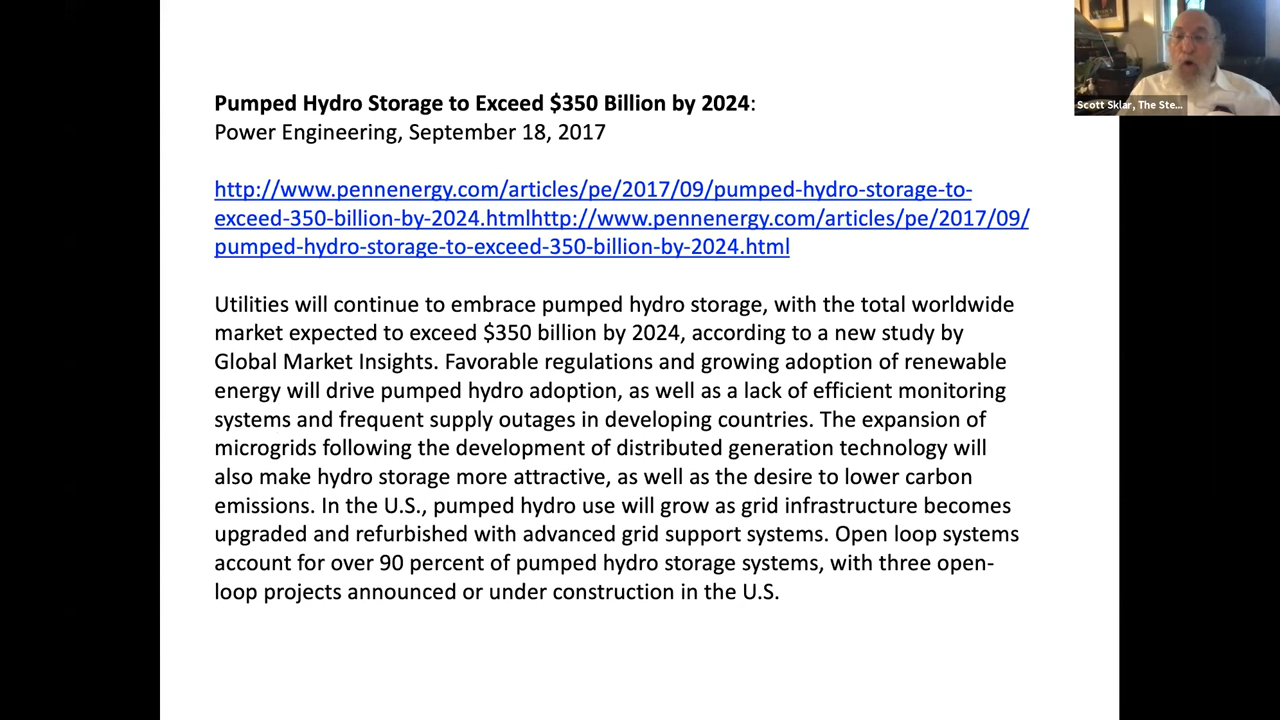 Pumped Hydro Storage to Exceed $350 Billion by 2024:
Power Engineering, September 18, 2017
http://www.pennenergy.com/articles/pe/2017/09/pumped-hydro-storage-to-
exceed-350-billion-by-2024.htmlhttp://www.pennenergy.com/articles/pe/2017/09/
pumped-hydro-storage-to-exceed-350-billion-by-2024.html
Utilities will continue to embrace pumped hydro storage, with the total worldwide
market expected to exceed $350 billion by 2024, according to a new study by
Global Market Insights. Favorable regulations and growing adoption of renewable
energy will drive pumped hydro adoption, as well as a lack of efficient monitoring
systems and frequent supply outages in developing countries. The expansion of
microgrids following the development of distributed generation technology will
also make hydro storage more attractive, as well as the desire to lower carbon
emissions. In the U.S., pumped hydro use will grow as grid infrastructure becomes
upgraded and refurbished with advanced grid support systems. Open loop systems
account for over 90 percent of pumped hydro storage systems, with three open-
loop projects announced or under construction in the U.S.
Scott Sklar, The Ste...